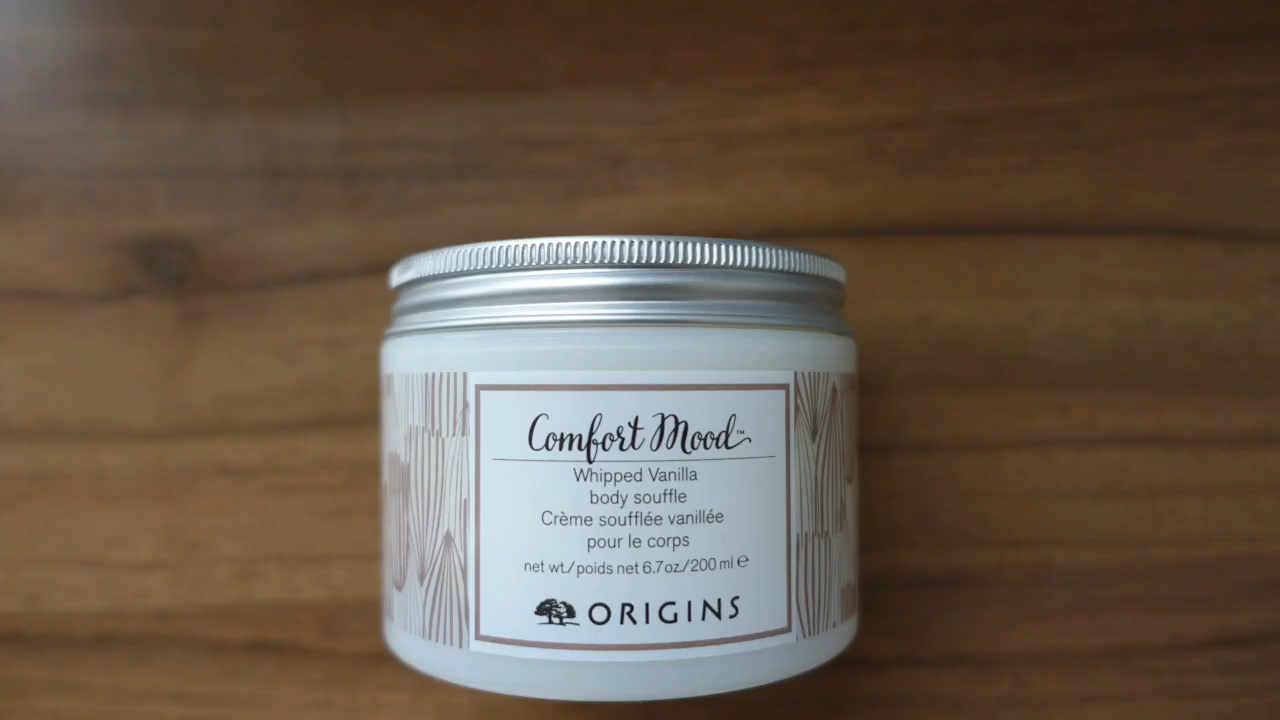 Comfort Mood™
Whipped Vanilla
body souffle
Crème soufflée vanillée
pour le corps
net wt./poids net 6.7oz./200 ml ℮
ORIGINS